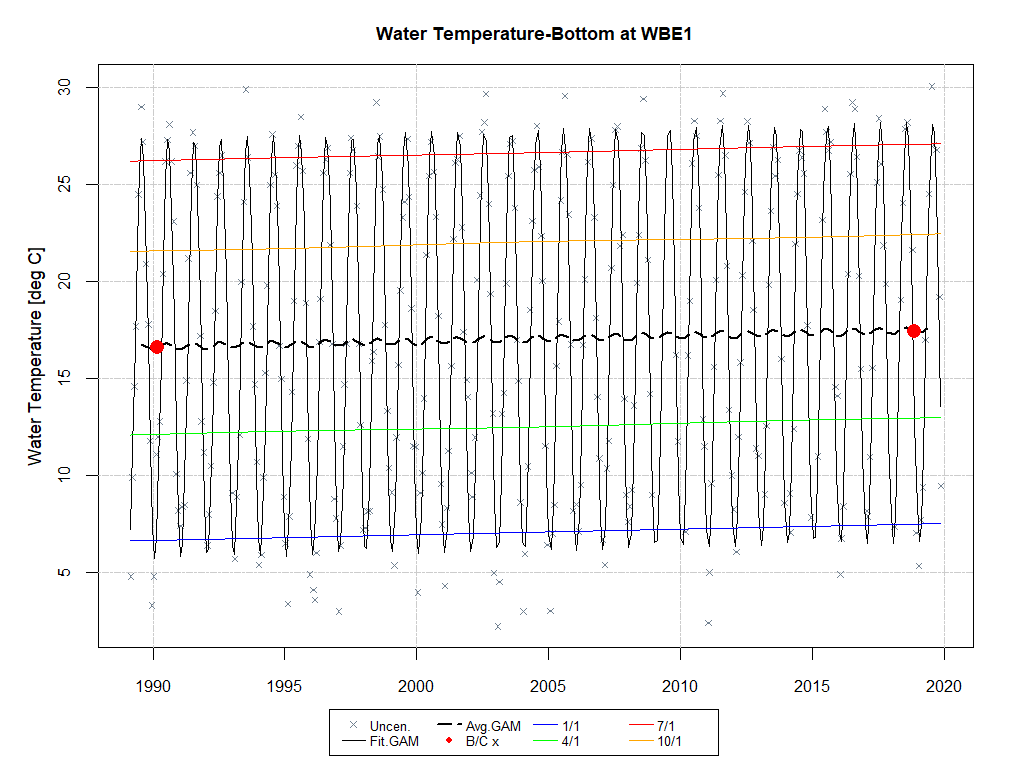 Water Temperature-Bottom at WBE1
Water Temperature [deg C]
30
25
20
15
10
5
1990 1995 2000 2005 2010 2015 2020
Uncen. Avg.GAM 1/1 7/1
Fit.GAM B/C x 4/1 10/1